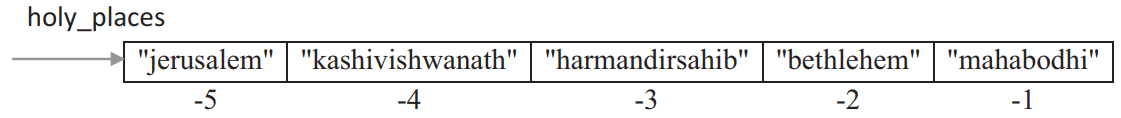 holy_places
"jerusalem" "kashivishwanath" "harmandirsahib" "bethlehem" "mahabodhi"
-5 -4 -3 -2 -1